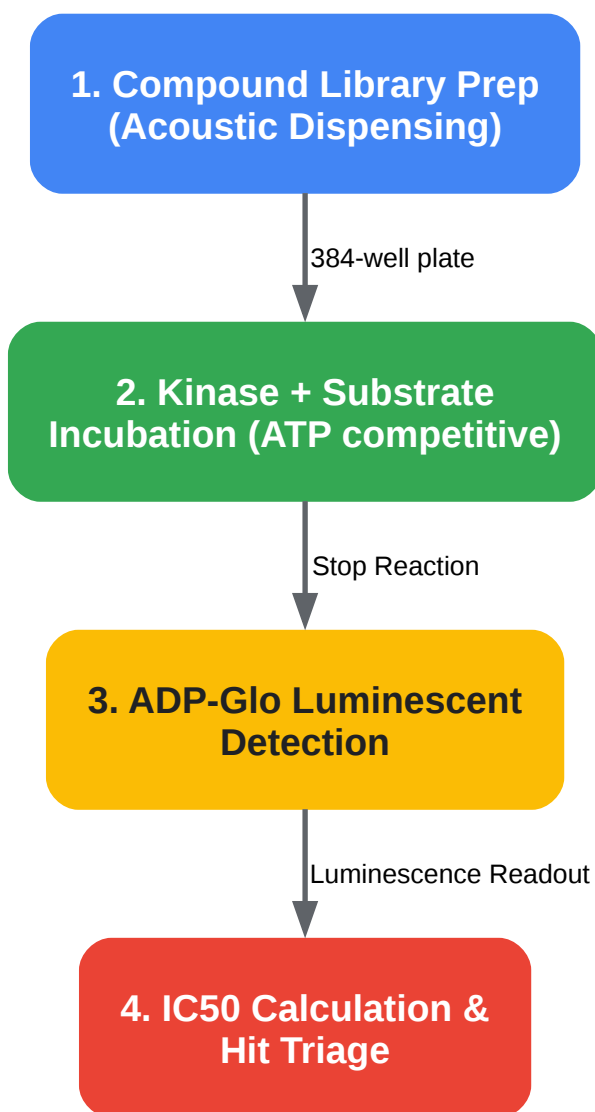 1. Compound Library Prep
(Acoustic Dispensing)
384-well plate
2. Kinase + Substrate
Incubation (ATP competitive)
Stop Reaction
3. ADP-Glo Luminescent
Detection
Luminescence Readout
4. IC50 Calculation &
Hit Triage